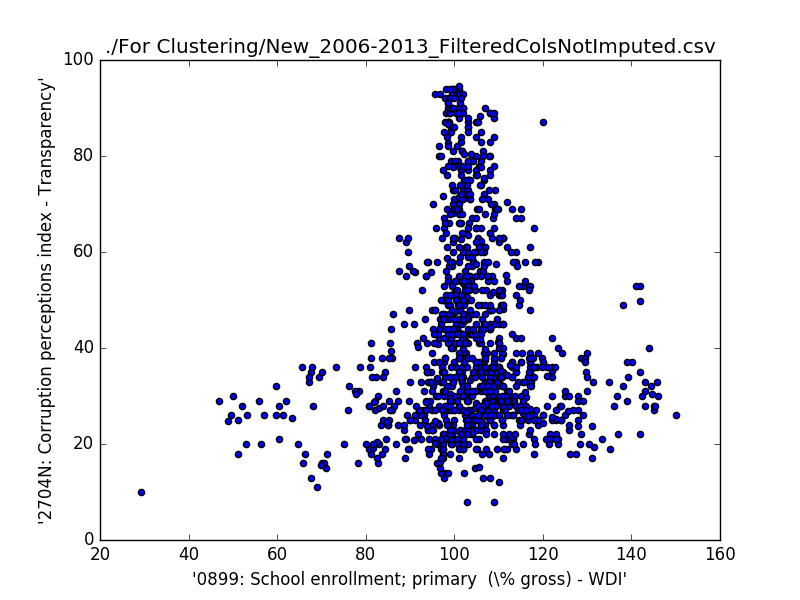 ./For Clustering/New_2006-2013_FilteredColsNotImputed.csv
100
80
60
40
20
0
20 40 60 80 100 120 140 160
'2704N: Corruption perceptions index - Transparency'
'0899: School enrollment; primary  (\% gross) - WDI'